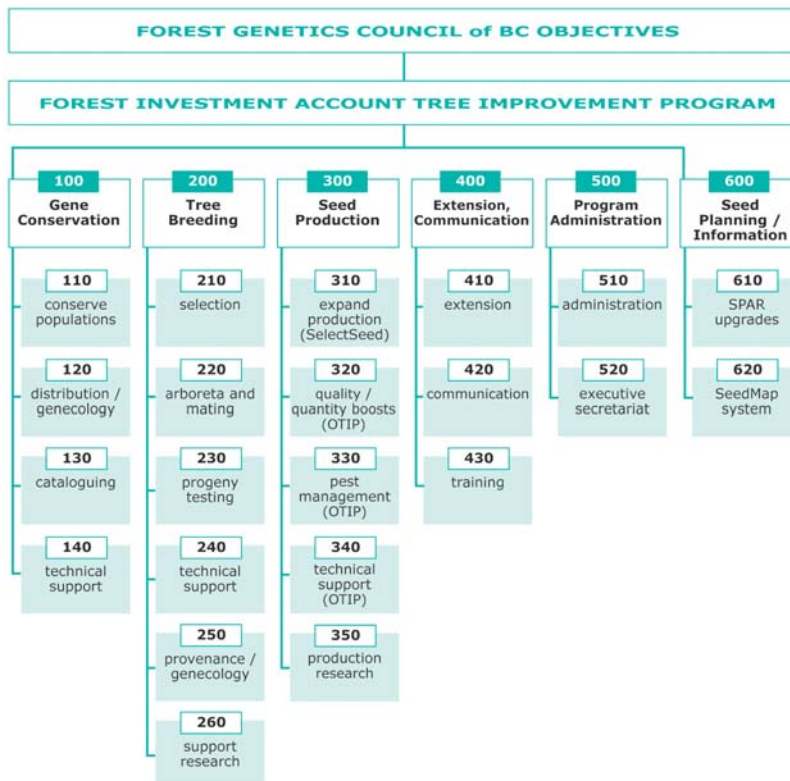 FOREST GENETICS COUNCIL of BC OBJECTIVES
FOREST INVESTMENT ACCOUNT TREE IMPROVEMENT PROGRAM
100
Gene
Conservation
110
conserve
populations
120
distribution /
genecology
130
cataloguing
140
technical
support
200
Tree
Breeding
210
selection
220
arboreta and
mating
230
progeny
testing
240
technical
support
250
provenance /
genecology
260
support
research
300
Seed
Production
310
expand
production
(SelectSeed)
320
quality /
quantity boosts
(OTIP)
330
pest
management
(OTIP)
340
technical
support
(OTIP)
350
production
research
400
Extension,
Communication
410
extension
420
communication
430
training
500
Program
Administration
510
administration
520
executive
secretariat
600
Seed
Planning /
Information
610
SPAR
upgrades
620
SeedMap
system